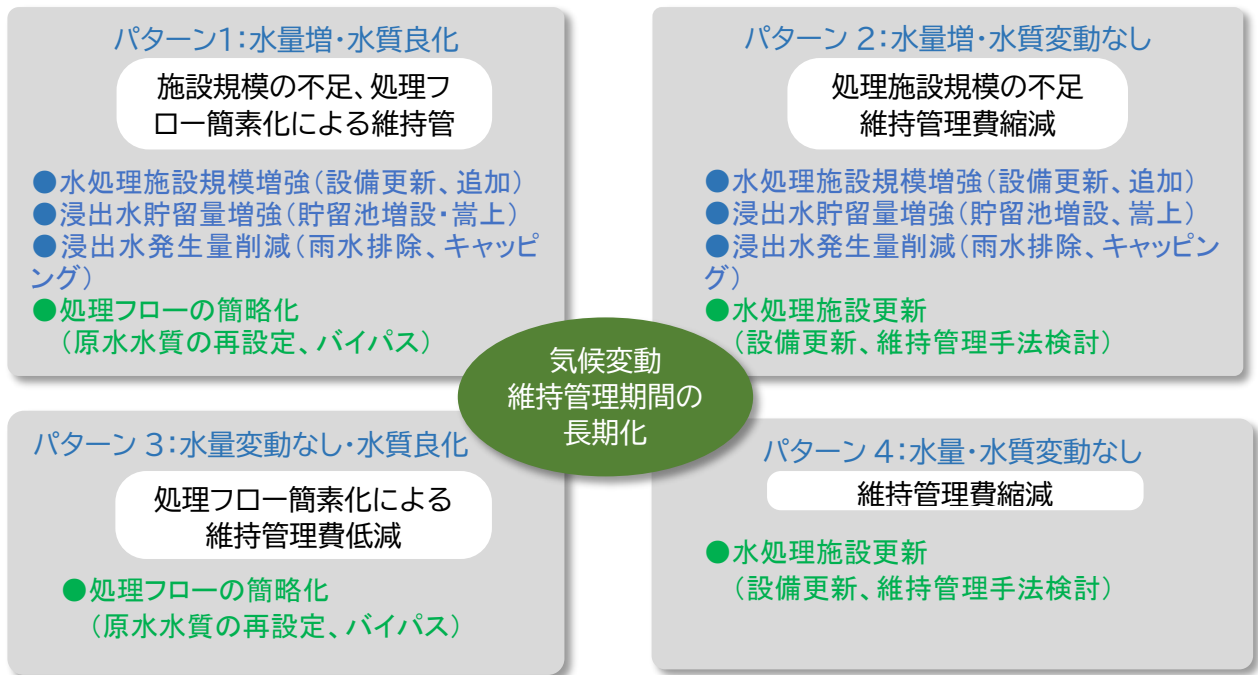 パターン1:水量増・水質良化
施設規模の不足、処理フ
ロー簡素化による維持管
●水処理施設規模増強(設備更新、追加)
●浸出水貯留量増強(貯留池増設・嵩上)
●浸出水発生量削減(雨水排除、キャッピ
ング)
●処理フローの簡略化
(原水水質の再設定、バイパス)
パターン 2:水量増・水質変動なし
処理施設規模の不足
維持管理費縮減
●水処理施設規模増強(設備更新、追加)
●浸出水貯留量増強(貯留池増設、嵩上)
●浸出水発生量削減(雨水排除、キャッピン
グ)
●水処理施設更新
(設備更新、維持管理手法検討)
気候変動
維持管理期間の
長期化
パターン 3:水量変動なし・水質良化
処理フロー簡素化による
維持管理費低減
●処理フローの簡略化
(原水水質の再設定、バイパス)
パターン 4:水量・水質変動なし
維持管理費縮減
●水処理施設更新
(設備更新、維持管理手法検討)